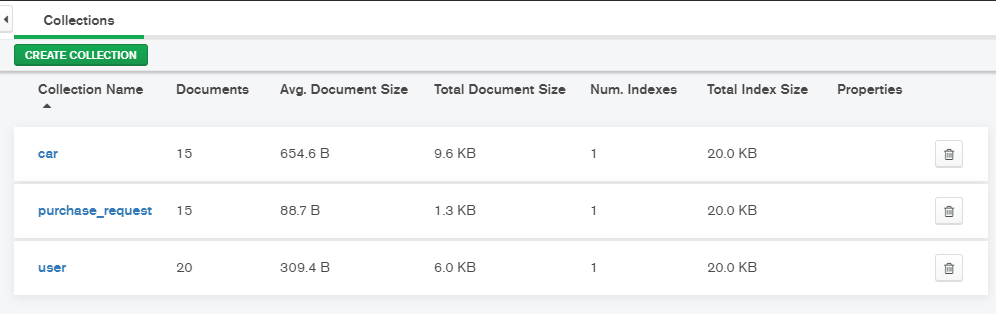 Collections
CREATE COLLECTION
Collection Name Documents Avg. Document Size Total Document Size Num. Indexes Total Index Size Properties
car 15 654.6 B 9.6 KB 1 20.0 KB
purchase_request 15 88.7 B 1.3 KB 1 20.0 KB
user 20 309.4 B 6.0 KB 1 20.0 KB